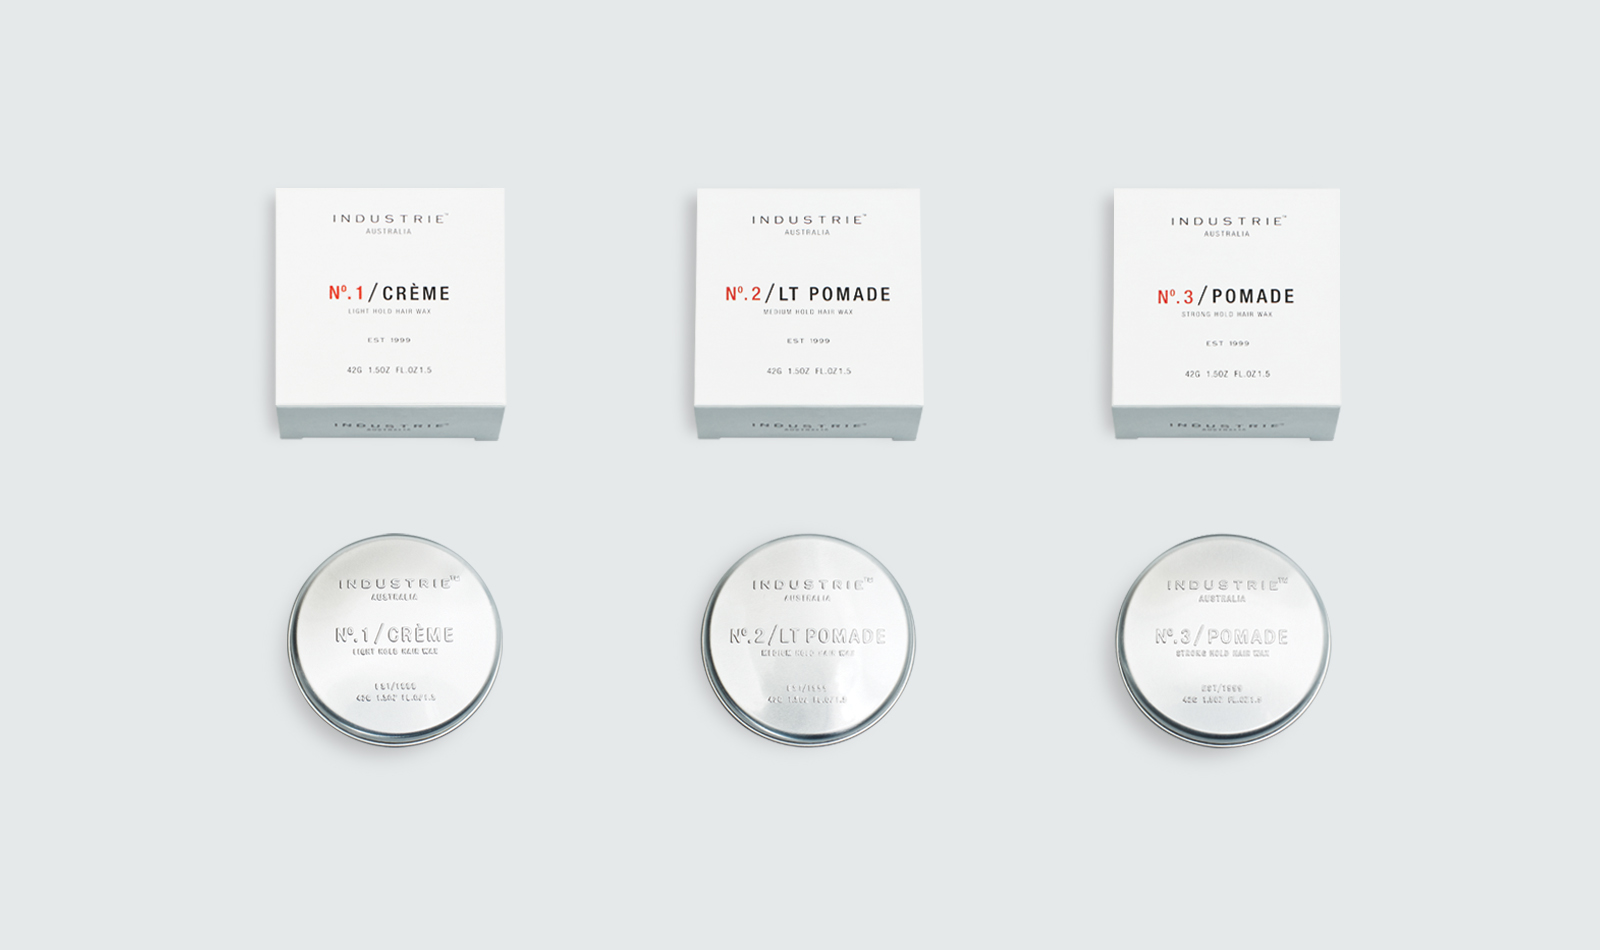 INDUSTRIE™
AUSTRALIA
Nº.1/CRÈME
LIGHT HOLD HAIR WAX
EST 1999
42G 1.5OZ FL.OZ1.5
INDUSTRIE™
AUSTRALIA
INDUSTRIE™
AUSTRALIA
Nº.2/LT POMADE
MEDIUM HOLD HAIR WAX
EST 1999
42G 1.5OZ FL.OZ1.5
INDUSTRIE™
AUSTRALIA
INDUSTRIE™
AUSTRALIA
Nº.3/POMADE
STRONG HOLD HAIR WAX
EST 1999
42G 1.5OZ FL.OZ1.5
INDUSTRIE™
AUSTRALIA
INDUSTRIE™
AUSTRALIA
Nº.1/CRÈME
LIGHT HOLD HAIR WAX
EST/1999
42G 1.5OZ FL.OZ1.5
INDUSTRIE™
AUSTRALIA
Nº.2/LT POMADE
MEDIUM HOLD HAIR WAX
EST/1999
42G 1.5OZ FL.OZ1.5
INDUSTRIE™
AUSTRALIA
Nº.3/POMADE
STRONG HOLD HAIR WAX
EST/1999
42G 1.5OZ FL.OZ1.5